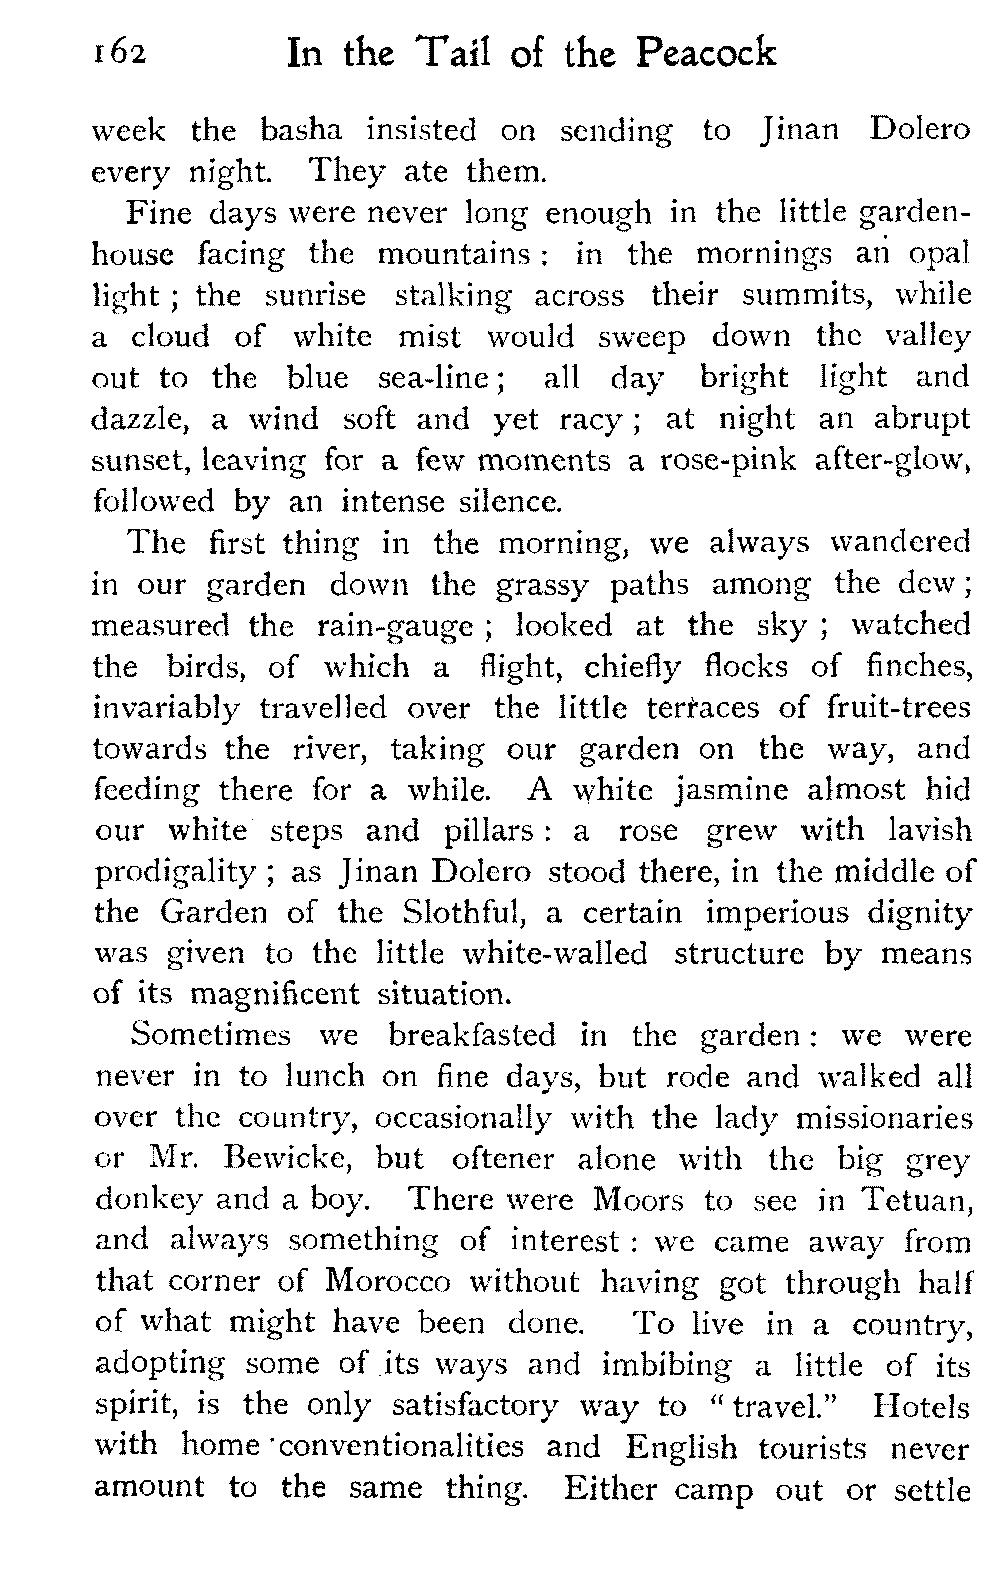 162 In the Tail of the Peacock
week the basha insisted on sending to Jinan Dolero
every night. They ate them.
Fine days were never long enough in the little garden-
house facing the mountains : in the mornings an opal
light ; the sunrise stalking across their summits, while
a cloud of white mist would sweep down the valley
out to the blue sea-line ; all day bright light and
dazzle, a wind soft and yet racy ; at night an abrupt
sunset, leaving for a few moments a rose-pink after-glow,
followed by an intense silence.
The first thing in the morning, we always wandered
in our garden down the grassy paths among the dew ;
measured the rain-gauge ; looked at the sky ; watched
the birds, of which a flight, chiefly flocks of finches,
invariably travelled over the little terraces of fruit-trees
towards the river, taking our garden on the way, and
feeding there for a while. A white jasmine almost hid
our white steps and pillars : a rose grew with lavish
prodigality ; as Jinan Dolero stood there, in the middle of
the Garden of the Slothful, a certain imperious dignity
was given to the little white-walled structure by means
of its magnificent situation.
Sometimes we breakfasted in the garden : we were
never in to lunch on fine days, but rode and walked all
over the country, occasionally with the lady missionaries
or Mr. Bewicke, but oftener alone with the big grey
donkey and a boy. There were Moors to see in Tetuan,
and always something of interest : we came away from
that corner of Morocco without having got through half
of what might have been done. To live in a country,
adopting some of its ways and imbibing a little of its
spirit, is the only satisfactory way to “ travel.” Hotels
with home conventionalities and English tourists never
amount to the same thing. Either camp out or settle